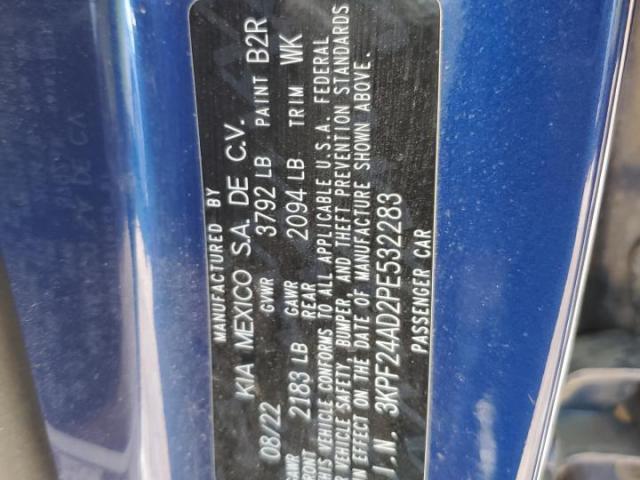 MANUFACTURED BY
KIA MEXICO S.A. DE C.V.
08/22 GVWR 3792 LB PAINT B2R
GAWR FRONT 2183 LB GAWR REAR 2094 LB TRIM WK
THIS VEHICLE CONFORMS TO ALL APPLICABLE U.S.A. FEDERAL
MOTOR VEHICLE SAFETY, BUMPER, AND THEFT PREVENTION STANDARDS
IN EFFECT ON THE DATE OF MANUFACTURE SHOWN ABOVE.
I.N. 3KPF24AD2PE532283
PASSENGER CAR